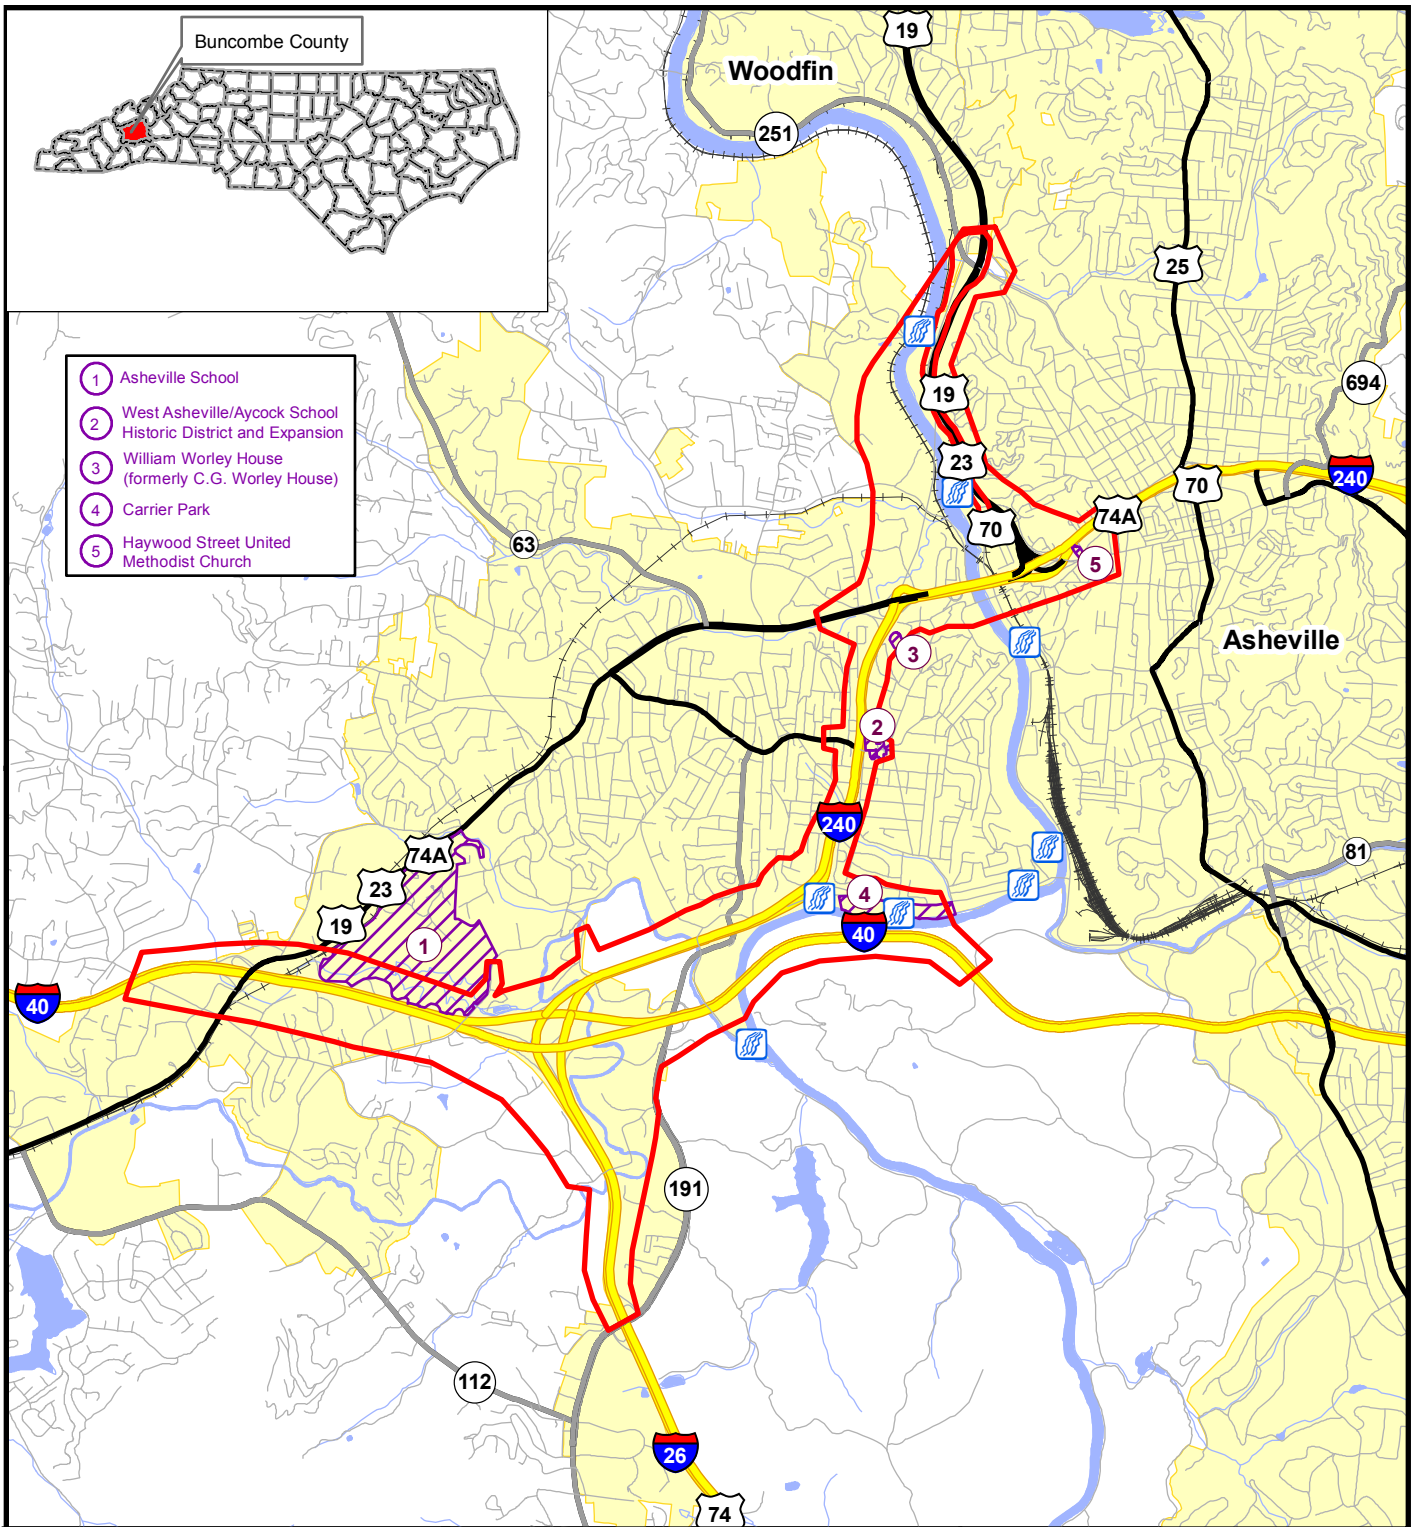 Buncombe County
19
Woodfin
251
25
1 Asheville School
2 West Asheville/Aycock School
Historic District and Expansion
3 William Worley House
(formerly C.G. Worley House)
4 Carrier Park
5 Haywood Street United
Methodist Church
694
19
23
240
70
74A
70
63
5
Asheville
3
2
240
81
74A
23
4
19
40
1
40
191
112
26
74